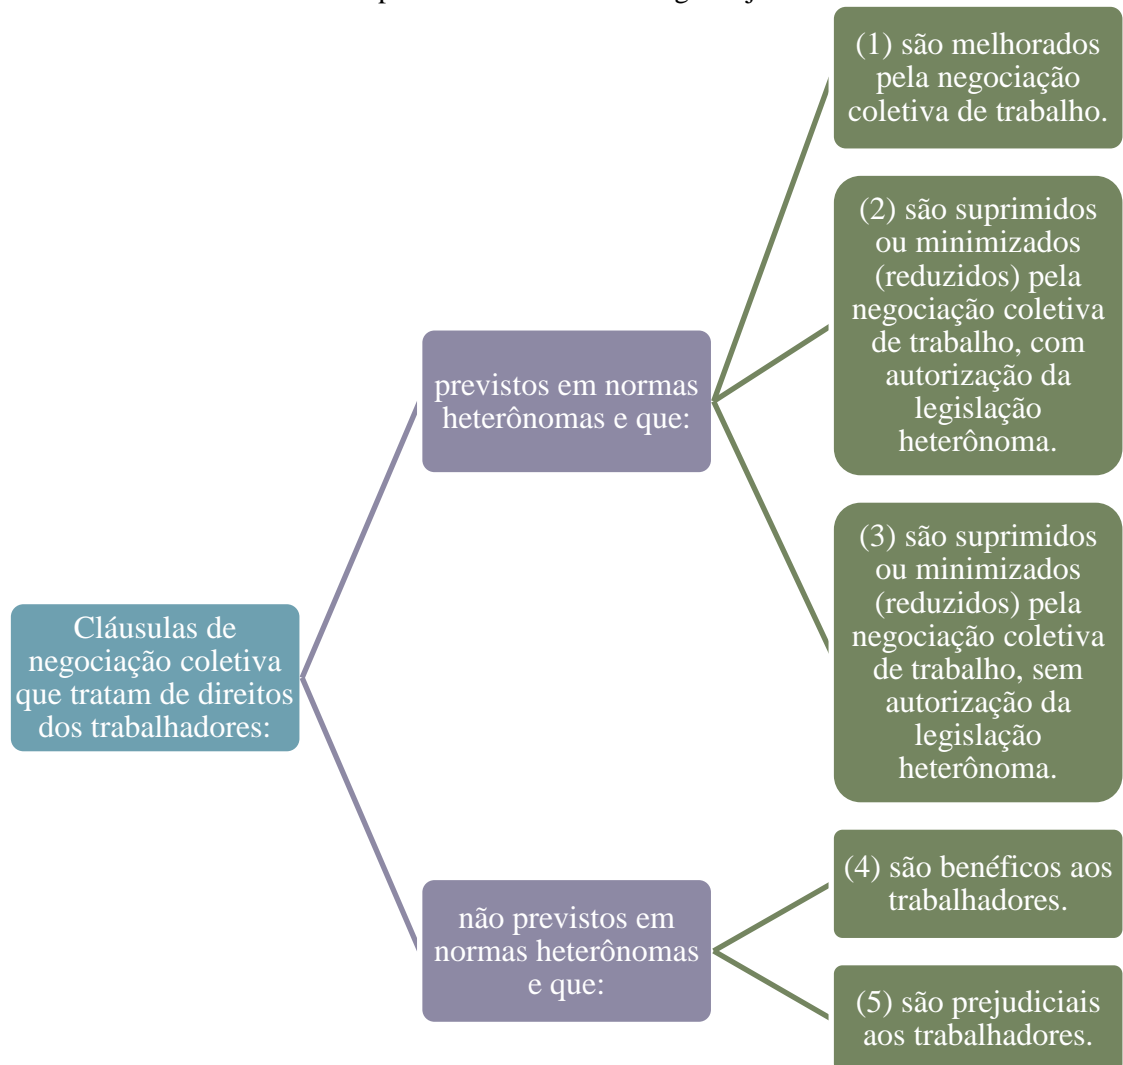 (1) são melhorados
pela negociação
coletiva de trabalho.
(2) são suprimidos
ou minimizados
(reduzidos) pela
negociação coletiva
de trabalho, com
autorização da
legislação
heterônoma.
previstos em normas
heterônomas e que:
(3) são suprimidos
ou minimizados
(reduzidos) pela
negociação coletiva
de trabalho, sem
autorização da
legislação
heterônoma.
Cláusulas de
negociação coletiva
que tratam de direitos
dos trabalhadores:
(4) são benéficos aos
trabalhadores.
não previstos em
normas heterônomas
e que:
(5) são prejudiciais
aos trabalhadores.